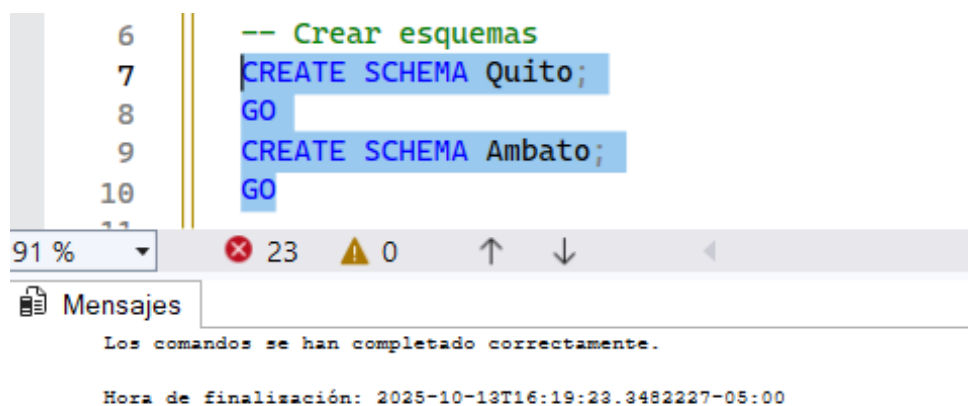 6 -- Crear esquemas
7 CREATE SCHEMA Quito;
8 GO
9 CREATE SCHEMA Ambato;
10 GO
91 % 23 0
Mensajes
Los comandos se han completado correctamente.
Hora de finalización: 2025-10-13T16:19:23.3482227-05:00